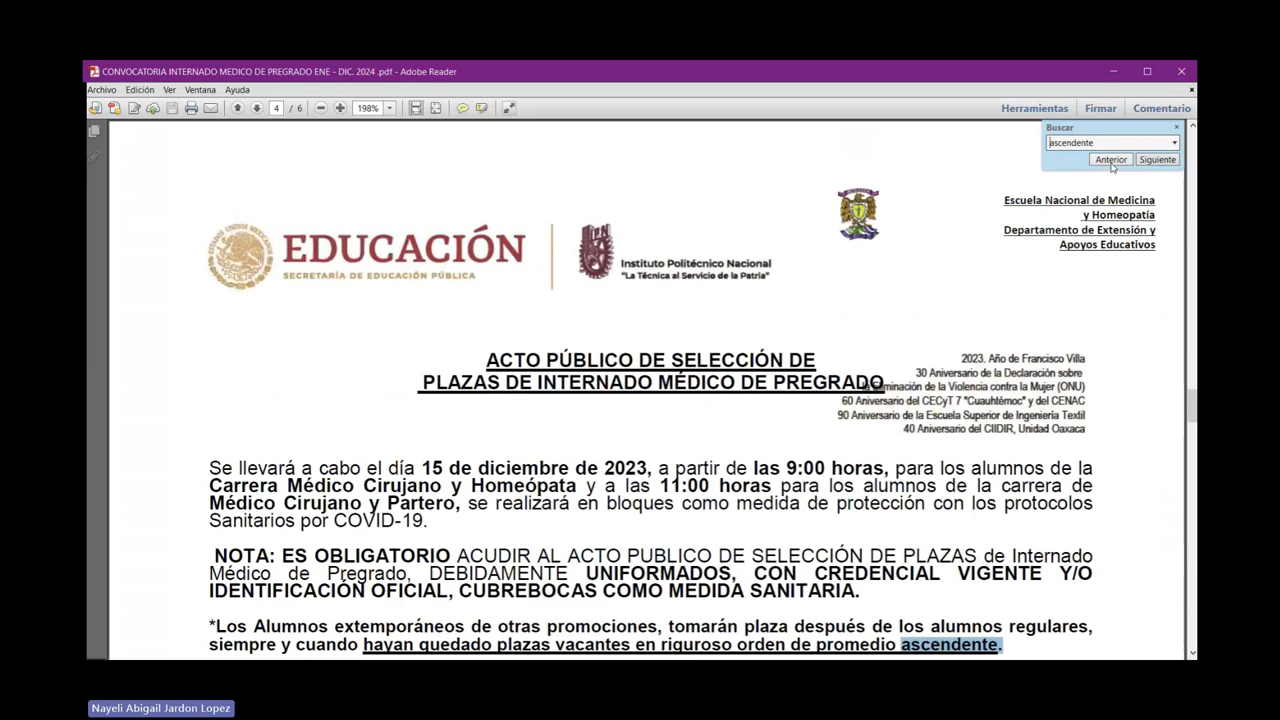 CONVOCATORIA INTERNADO MEDICO DE PREGRADO ENE - DIC. 2024 .pdf - Adobe Reader
Archivo Edición Ver Ventana Ayuda
4 / 6 198% Herramientas Firmar Comentario
Buscar
ascendente
Anterior Siguiente
Escuela Nacional de Medicina
y Homeopatía
Departamento de Extensión y
Apoyos Educativos
EDUCACIÓN
SECRETARÍA DE EDUCACIÓN PÚBLICA
Instituto Politécnico Nacional
"La Técnica al Servicio de la Patria"
ACTO PÚBLICO DE SELECCIÓN DE
PLAZAS DE INTERNADO MÉDICO DE PREGRADO
2023. Año de Francisco Villa
30 Aniversario de la Declaración sobre
la Eliminación de la Violencia contra la Mujer (ONU)
60 Aniversario del CECyT 7 "Cuauhtémoc" y del CENAC
90 Aniversario de la Escuela Superior de Ingeniería Textil
40 Aniversario del CIIDIR, Unidad Oaxaca
Se llevará a cabo el día 15 de diciembre de 2023, a partir de las 9:00 horas, para los alumnos de la
Carrera Médico Cirujano y Homeópata y a las 11:00 horas para los alumnos de la carrera de
Médico Cirujano y Partero, se realizará en bloques como medida de protección con los protocolos
Sanitarios por COVID-19.
NOTA: ES OBLIGATORIO ACUDIR AL ACTO PUBLICO DE SELECCIÓN DE PLAZAS de Internado
Médico de Pregrado, DEBIDAMENTE UNIFORMADOS, CON CREDENCIAL VIGENTE Y/O
IDENTIFICACIÓN OFICIAL, CUBREBOCAS COMO MEDIDA SANITARIA.
*Los Alumnos extemporáneos de otras promociones, tomarán plaza después de los alumnos regulares,
siempre y cuando hayan quedado plazas vacantes en riguroso orden de promedio ascendente.
Nayeli Abigail Jardon Lopez